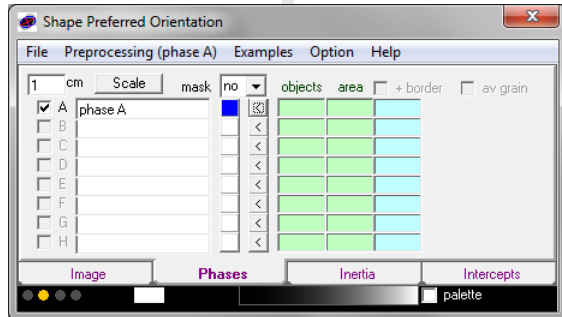 Shape Preferred Orientation
File Preprocessing (phase A) Examples Option Help
1 cm Scale mask no objects area + border av grain
A phase A <
B <
C <
D <
E <
F <
G <
H <
Image Phases Inertia Intercepts
palette